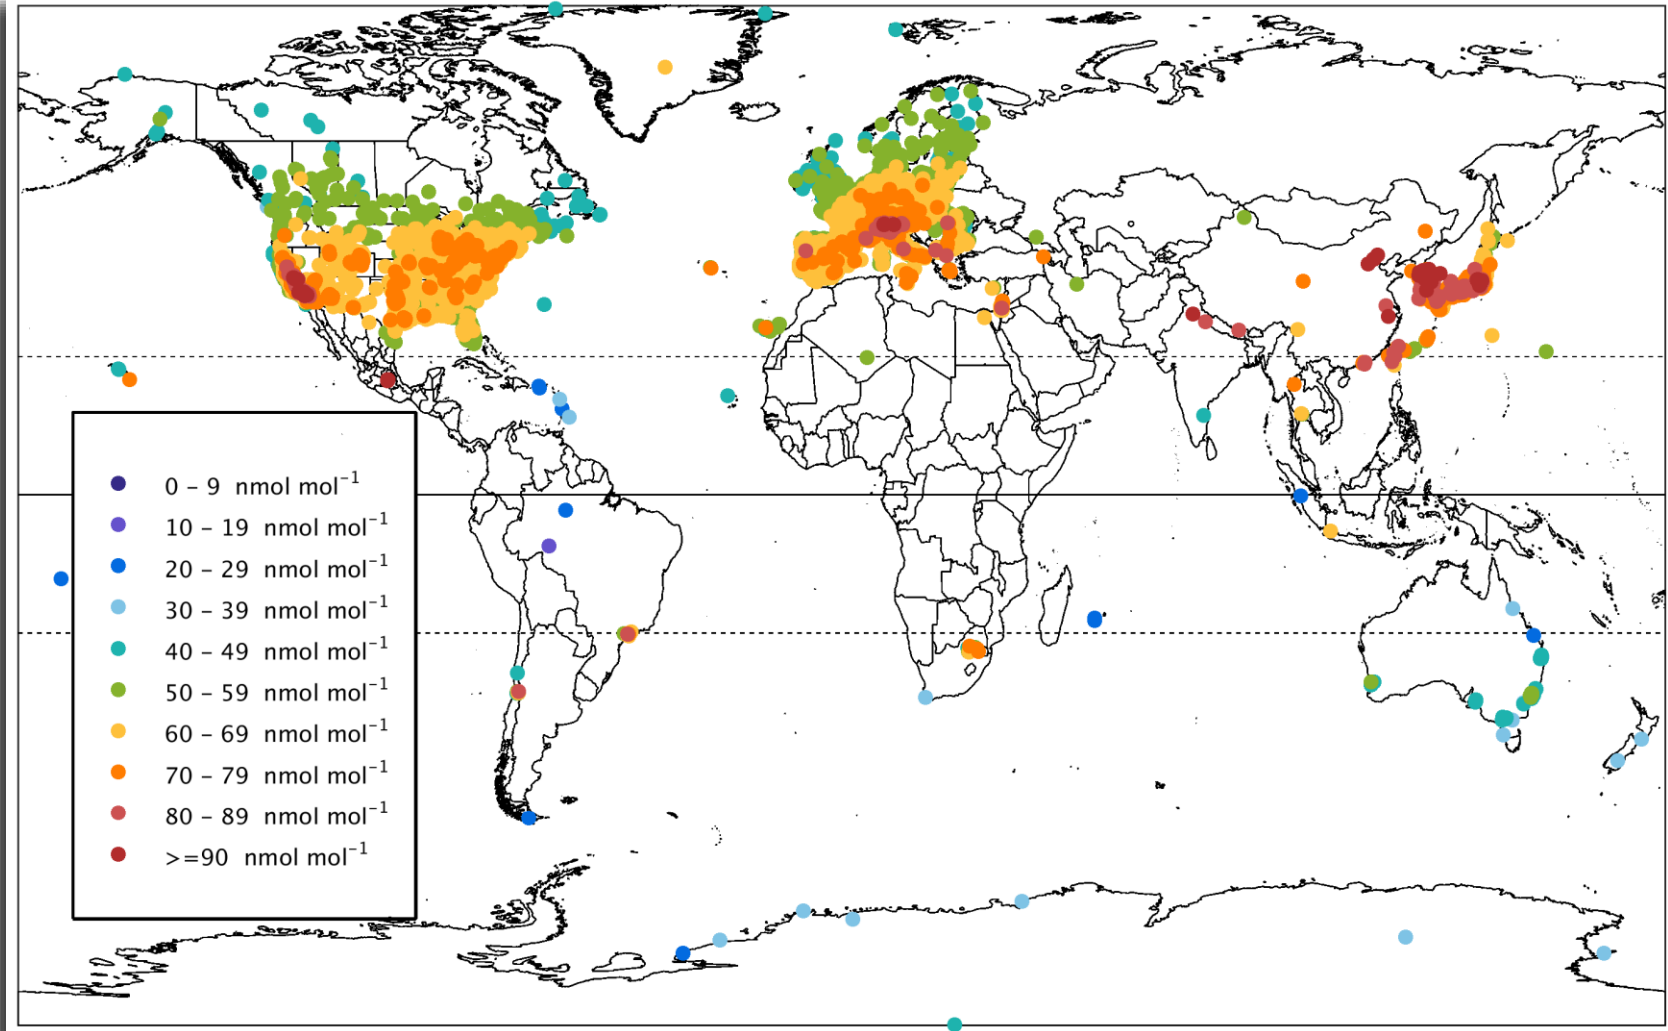 0 – 9 nmol mol⁻¹
10 – 19 nmol mol⁻¹
20 – 29 nmol mol⁻¹
30 – 39 nmol mol⁻¹
40 – 49 nmol mol⁻¹
50 – 59 nmol mol⁻¹
60 – 69 nmol mol⁻¹
70 – 79 nmol mol⁻¹
80 – 89 nmol mol⁻¹
>=90 nmol mol⁻¹